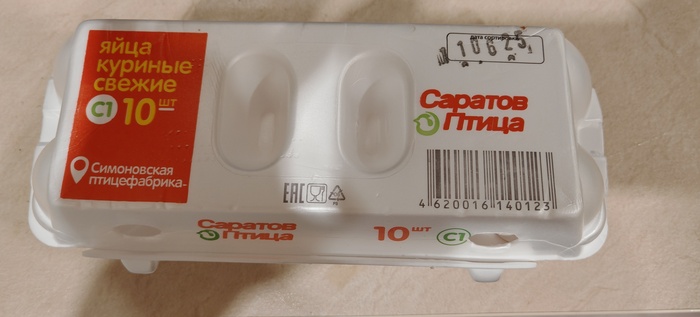 яйца
куриные
свежие
С1 10 шт
Симоновская
птицефабрика
дата сортировки
10625
Саратов
Птица
EAC
4 620016 140123
Саратов
Птица
10 шт С1